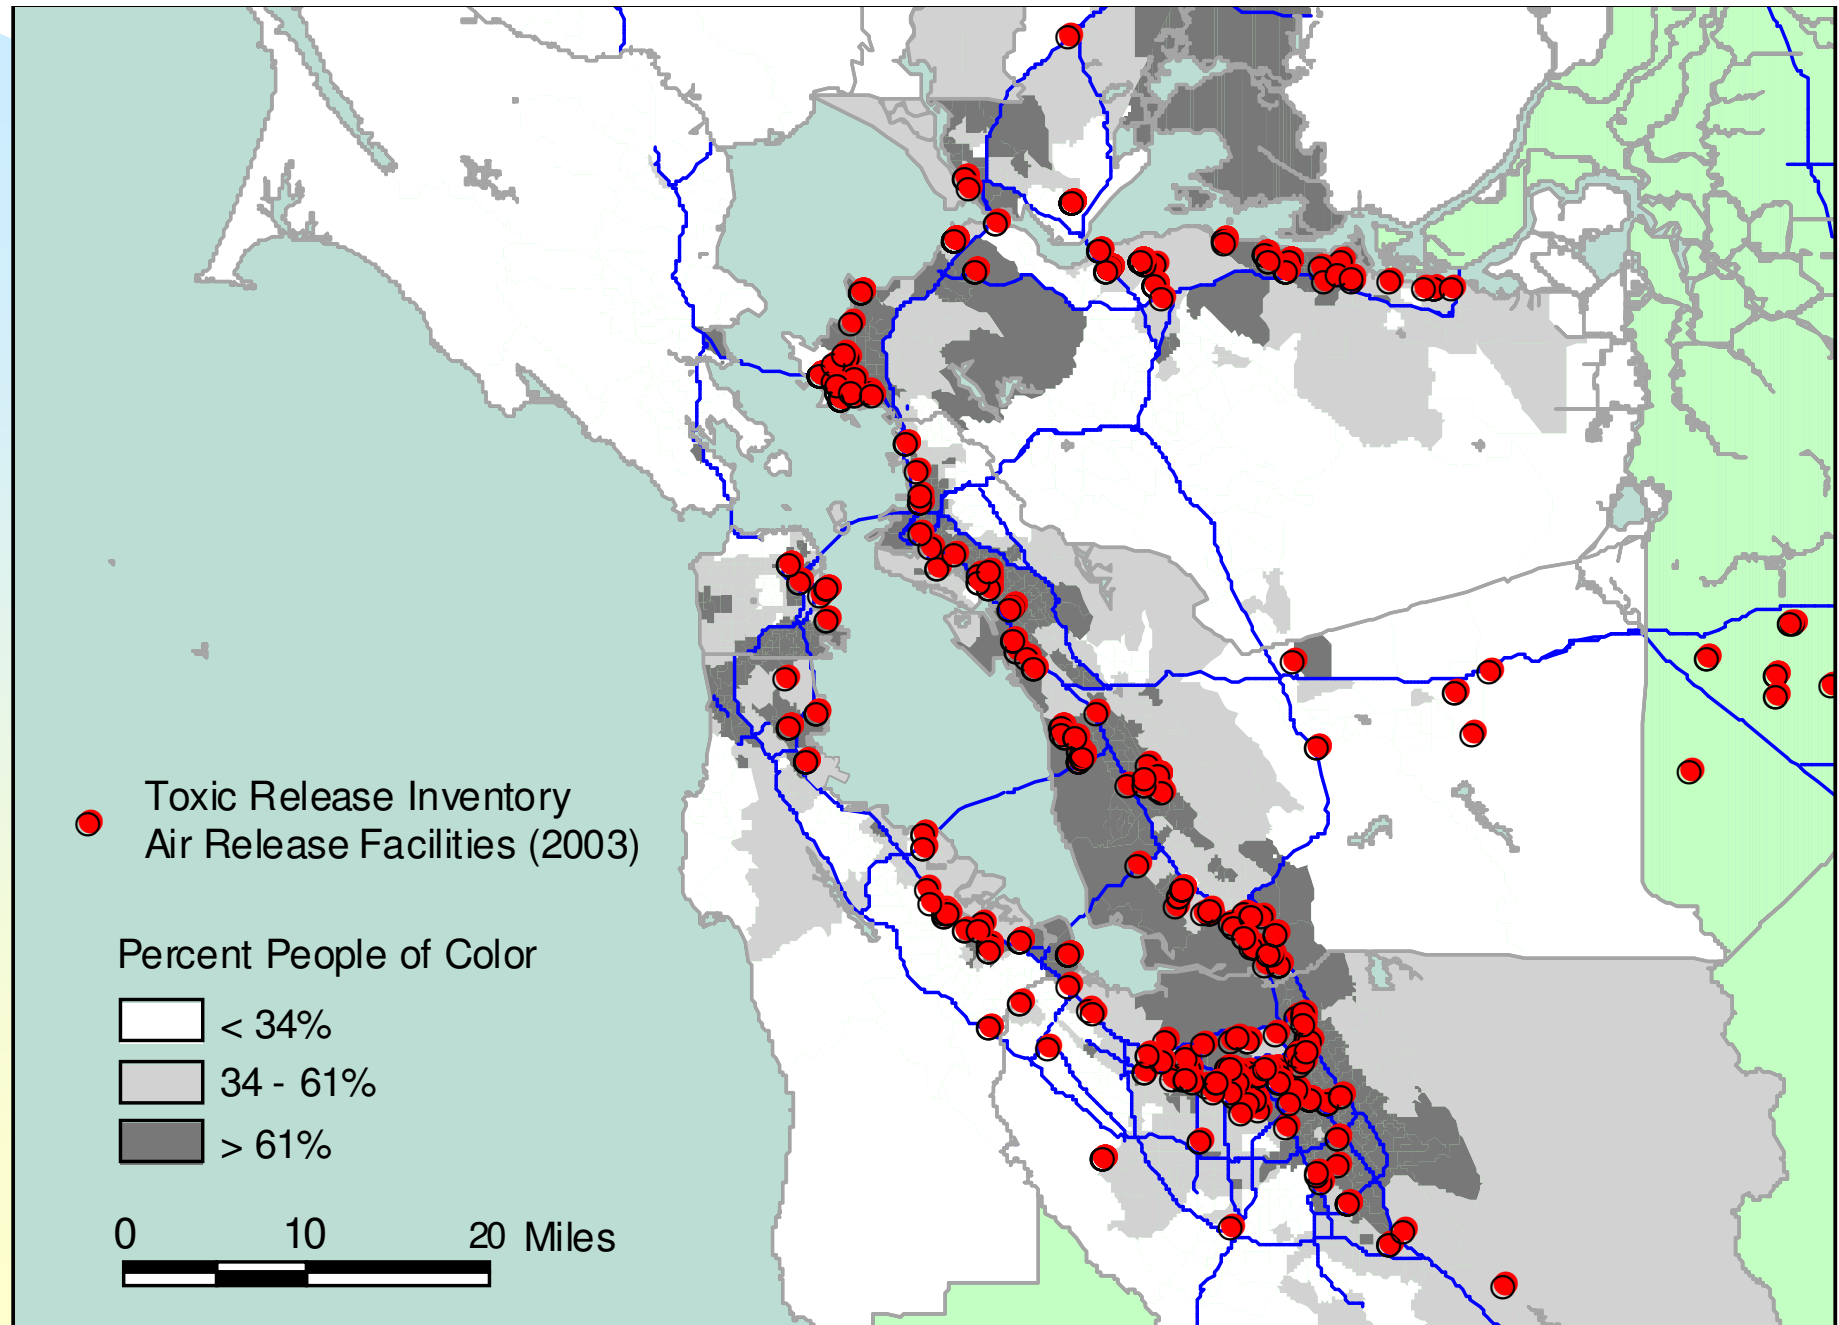 Toxic Release Inventory
Air Release Facilities (2003)
Percent People of Color
< 34%
34 - 61%
> 61%
0 10 20 Miles